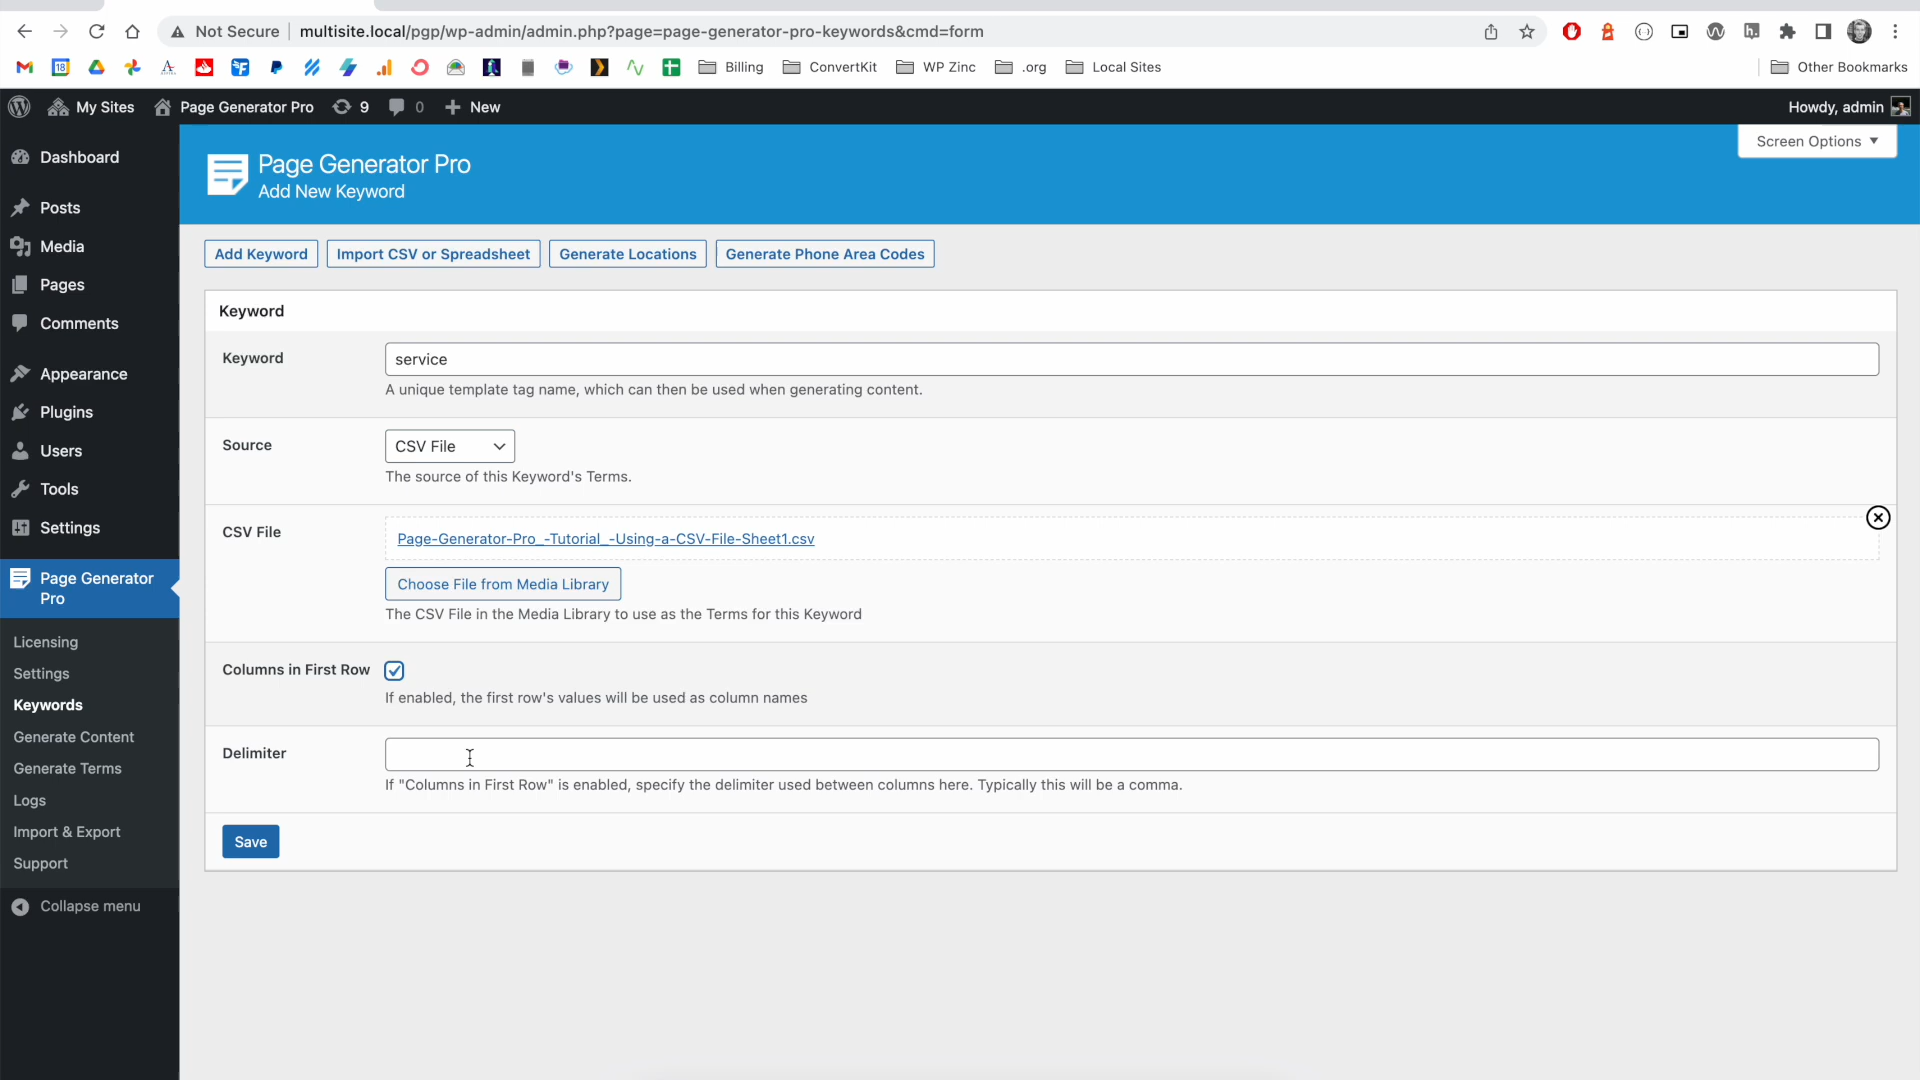 Not Secure
multisite.local/pgp/wp-admin/admin.php?page=page-generator-pro-keywords&cmd=form
Billing
ConvertKit
WP Zinc
.org
Local Sites
Other Bookmarks
My Sites
Page Generator Pro
9
0
New
Howdy, admin
Screen Options
Dashboard
Posts
Media
Pages
Comments
Appearance
Plugins
Users
Tools
Settings
Page Generator
Pro
Licensing
Settings
Keywords
Generate Content
Generate Terms
Logs
Import & Export
Support
Collapse menu
Page Generator Pro
Add New Keyword
Add Keyword
Import CSV or Spreadsheet
Generate Locations
Generate Phone Area Codes
Keyword
Keyword
service
A unique template tag name, which can then be used when generating content.
Source
CSV File
The source of this Keyword's Terms.
CSV File
Page-Generator-Pro_-Tutorial_-Using-a-CSV-File-Sheet1.csv
Choose File from Media Library
The CSV File in the Media Library to use as the Terms for this Keyword
Columns in First Row
If enabled, the first row's values will be used as column names
Delimiter
If "Columns in First Row" is enabled, specify the delimiter used between columns here. Typically this will be a comma.
Save